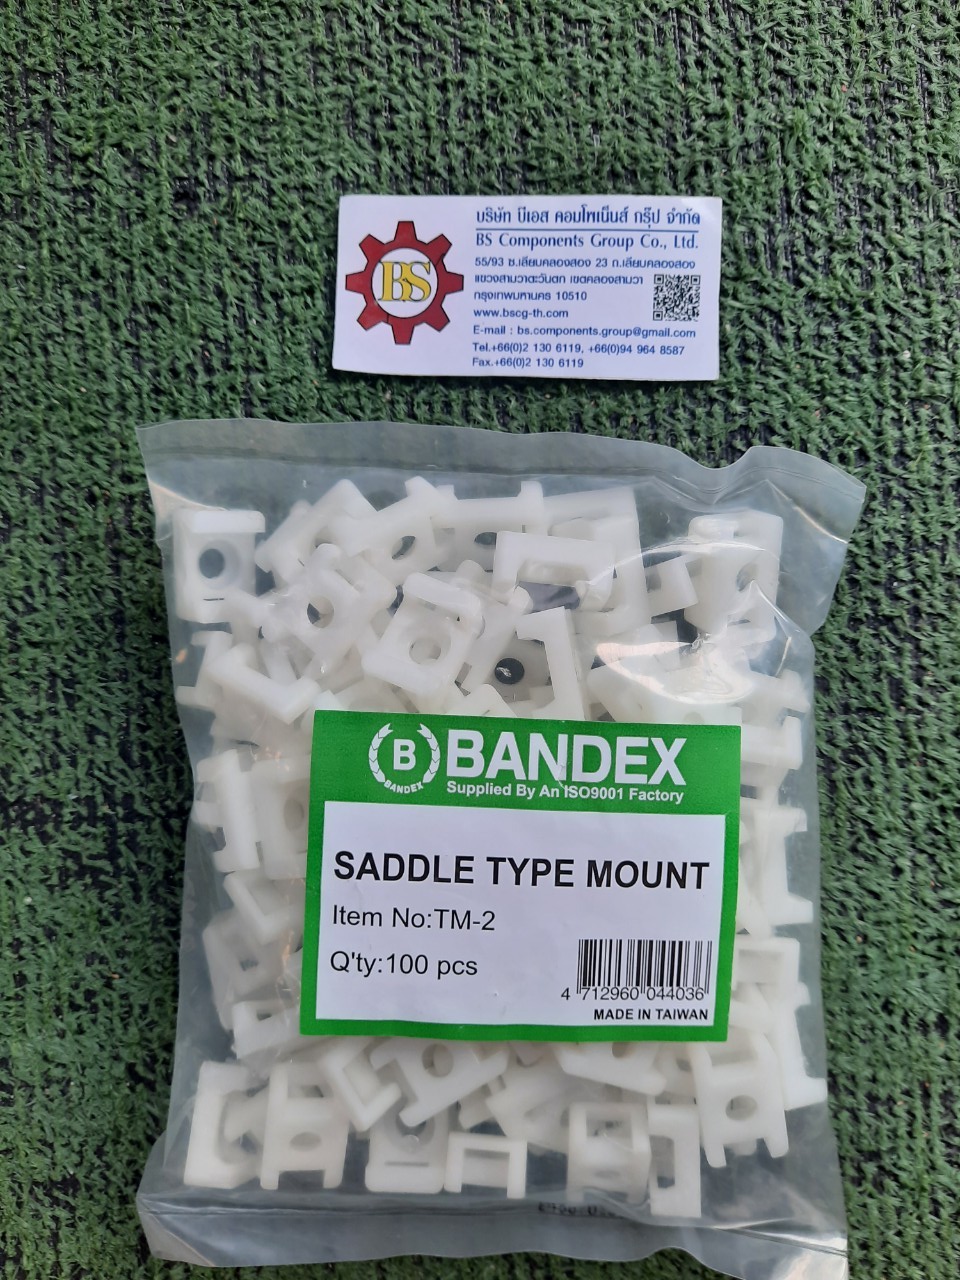 BS
บริษัท บีเอส คอมโพเน็นส์ กรุ๊ป จำกัด
BS Components Group Co., Ltd.
55/93 ซ.เลียบคลองสอง 23 ถ.เลียบคลองสอง
แขวงสามวาตะวันตก เขตคลองสามวา
กรุงเทพมหานคร 10510
www.bscg-th.com
E-mail : bs.components.group@gmail.com
Tel.+66(0)2 130 6119, +66(0)94 964 8587
Fax.+66(0)2 130 6119
B
BANDEX
BANDEX
Supplied By An ISO9001 Factory
SADDLE TYPE MOUNT
Item No:TM-2
Q'ty:100 pcs
4 712960 044036
MADE IN TAIWAN